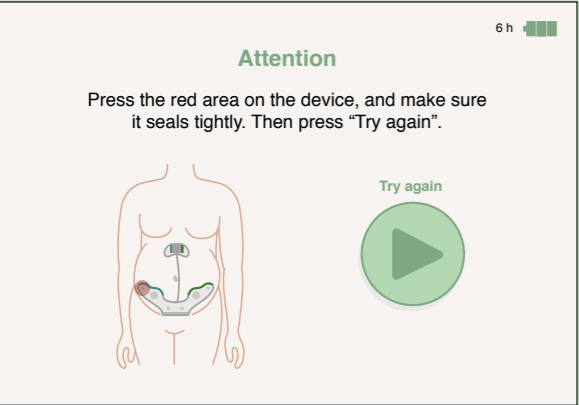 6 h
Attention
Press the red area on the device, and make sure
it seals tightly. Then press “Try again”.
Try again